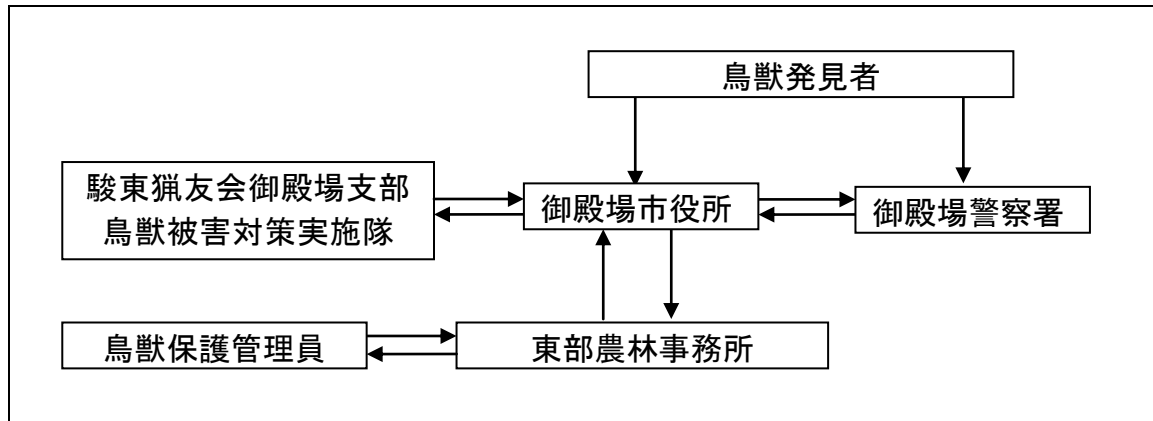 鳥獣発見者
駿東猟友会御殿場支部
鳥獣被害対策実施隊
御殿場市役所
御殿場警察署
鳥獣保護管理員
東部農林事務所